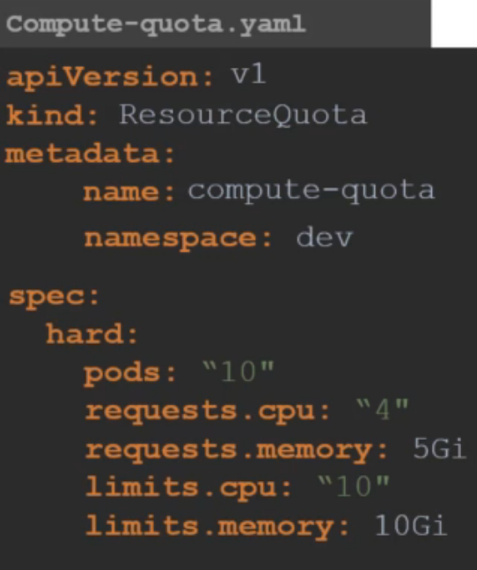 Compute-quota.yaml
apiVersion: v1
kind: ResourceQuota
metadata:
    name: compute-quota
    namespace: dev
spec:
  hard:
    pods: “10"
    requests.cpu: “4"
    requests.memory: 5Gi
    limits.cpu: “10"
    limits.memory: 10Gi